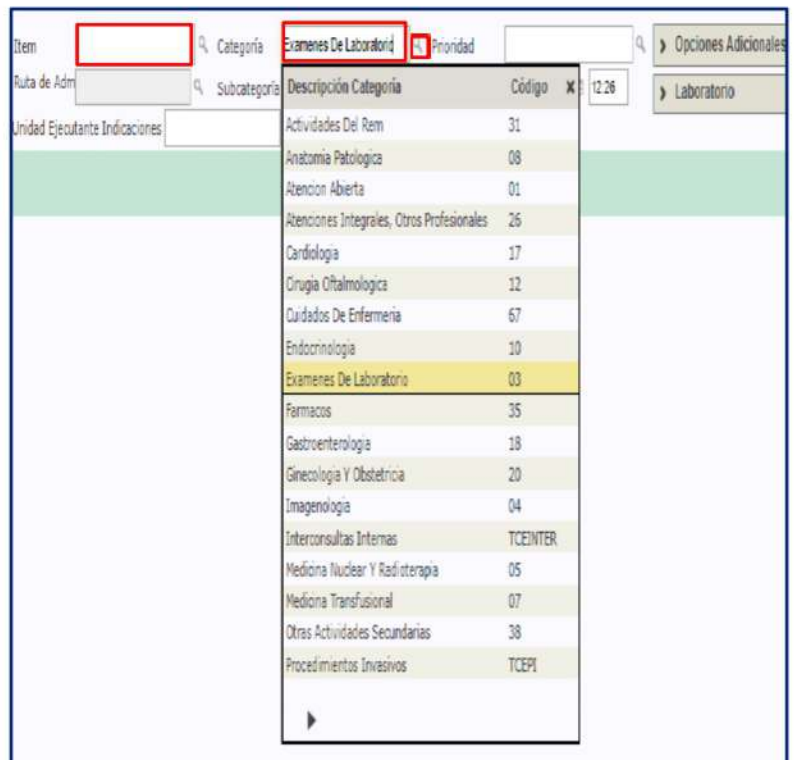 Item Categoría Examenes De Laboratorio Prioridad Opciones Adicionales
Ruta de Adm Subcategoría 12:26 Laboratorio
Unidad Ejecutante Indicaciones
Descripción Categoría Código X
Actividades Del Rem 31
Anatomia Patologica 08
Atencion Abierta 01
Atenciones Integrales, Otros Profesionales 26
Cardiologia 17
Cirugia Oftalmologica 12
Cuidados De Enfermeria 67
Endocrinologia 10
Examenes De Laboratorio 03
Farmacos 35
Gastroenterologia 18
Ginecologia Y Obstetricia 20
Imagenologia 04
Interconsultas Internas TCEINTER
Medicina Nuclear Y Radioterapia 05
Medicina Transfusional 07
Otras Actividades Secundarias 38
Procedimientos Invasivos TCEPI